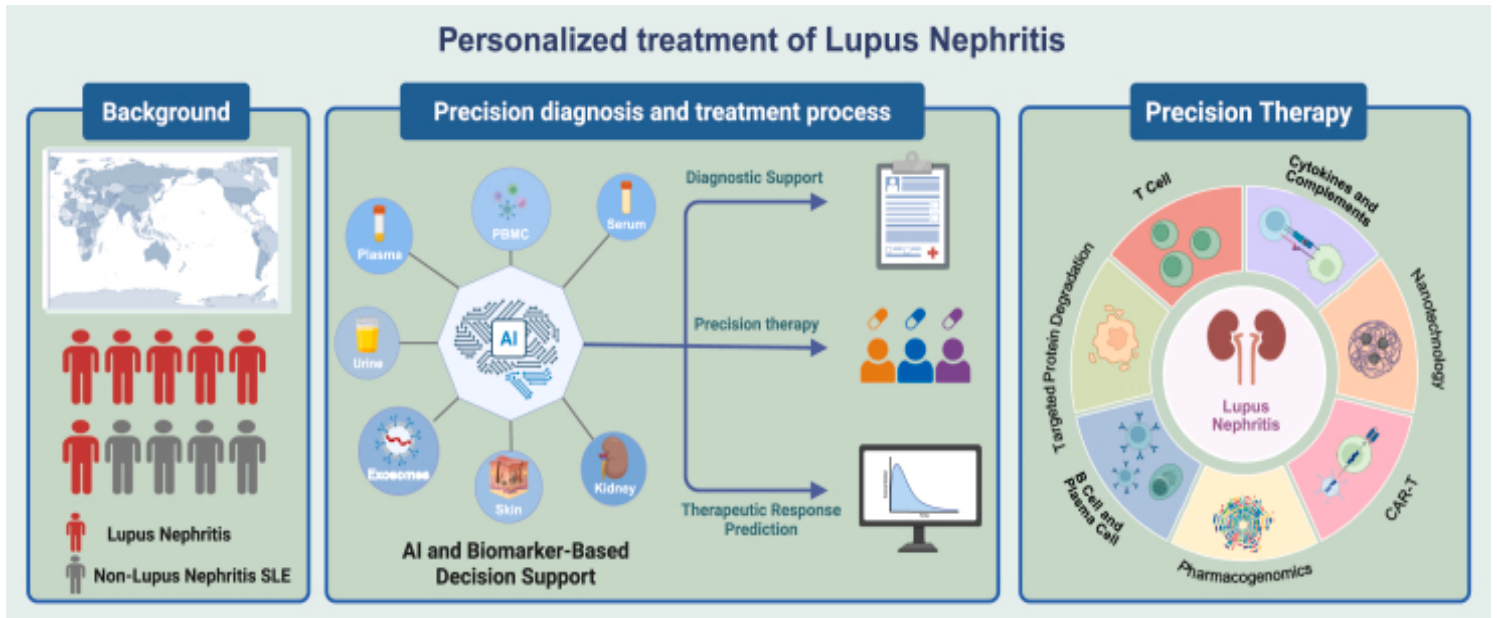 Personalized treatment of Lupus Nephritis
Background
Lupus Nephritis
Non-Lupus Nephritis SLE
Precision diagnosis and treatment process
Plasma
PBMC
Serum
Urine
AI
Exosomes
Skin
Kidney
AI and Biomarker-Based
Decision Support
Diagnostic Support
Precision therapy
Therapeutic Response
Prediction
Precision Therapy
T Cell
Cytokines and
Complements
Nanotechnology
CAR-T
Pharmacogenomics
B Cell and
Plasma Cell
Targeted Protein Degradation
Lupus
Nephritis